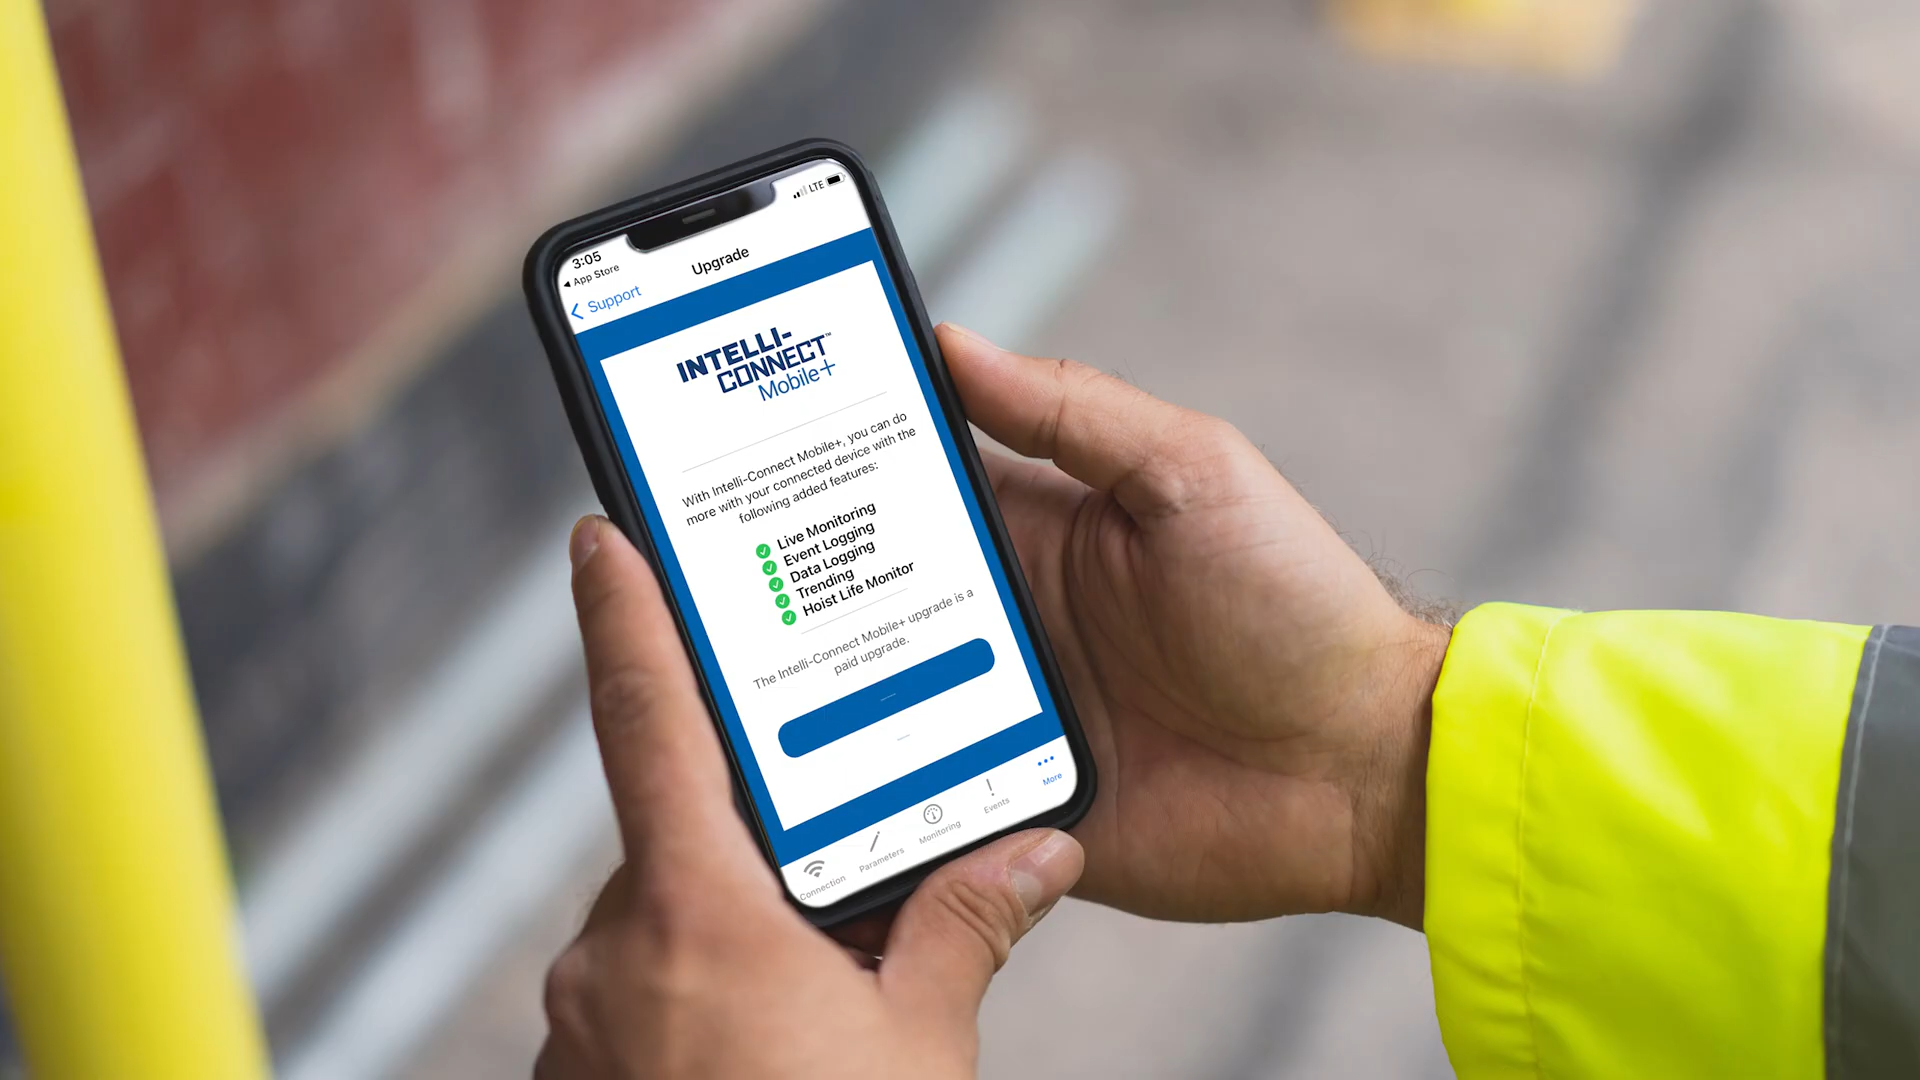 3:05
LTE
App Store
Support
Upgrade
INTELLI-
CONNECT™
Mobile+
With Intelli-Connect Mobile+, you can do
more with your connected device with the
following added features:
Live Monitoring
Event Logging
Data Logging
Trending
Hoist Life Monitor
The Intelli-Connect Mobile+ upgrade is a
paid upgrade.
Connection
Parameters
Monitoring
Events
More